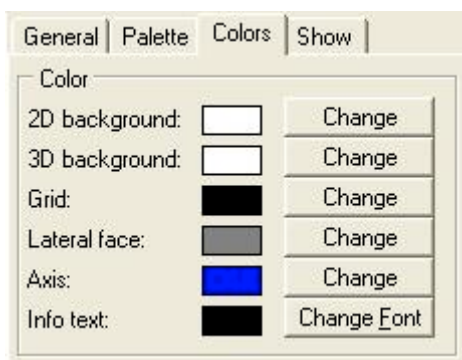 General Palette Colors Show
Color
2D background: Change
3D background: Change
Grid: Change
Lateral face: Change
Axis: Change
Info text: Change Font